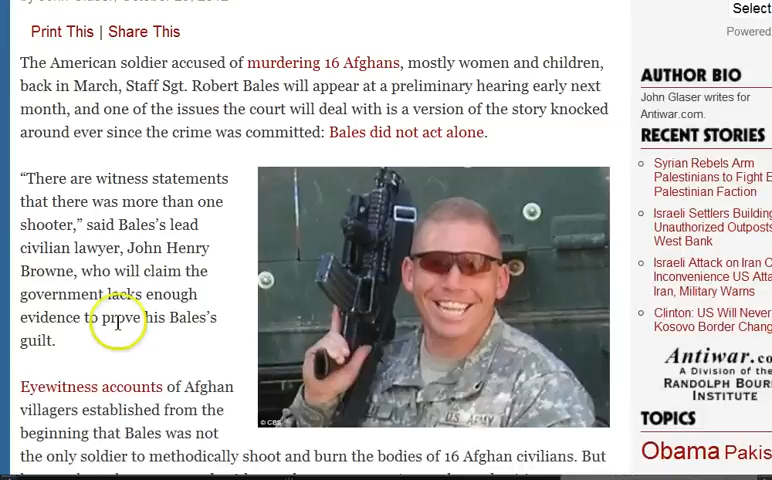 Print This | Share This
The American soldier accused of murdering 16 Afghans, mostly women and children,
back in March, Staff Sgt. Robert Bales will appear at a preliminary hearing early next
month, and one of the issues the court will deal with is a version of the story knocked
around ever since the crime was committed: Bales did not act alone.
“There are witness statements
that there was more than one
shooter,” said Bales’s lead
civilian lawyer, John Henry
Browne, who will claim the
government lacks enough
evidence to prove his Bales’s
guilt.
© CBS
U.S. ARMY
Eyewitness accounts of Afghan
villagers established from the
beginning that Bales was not
the only soldier to methodically shoot and burn the bodies of 16 Afghan civilians. But
Select
Powered
AUTHOR BIO
John Glaser writes for
Antiwar.com.
RECENT STORIES
Syrian Rebels Arm
Palestinians to Fight
Palestinian Faction
Israeli Settlers Building
Unauthorized Outposts
West Bank
Israeli Attack on Iran
Inconvenience US
Iran, Military Warns
Clinton: US Will Never
Kosovo Border
Antiwar.
A Division of the
RANDOLPH
INSTITUTE
TOPICS
Obama Pakis